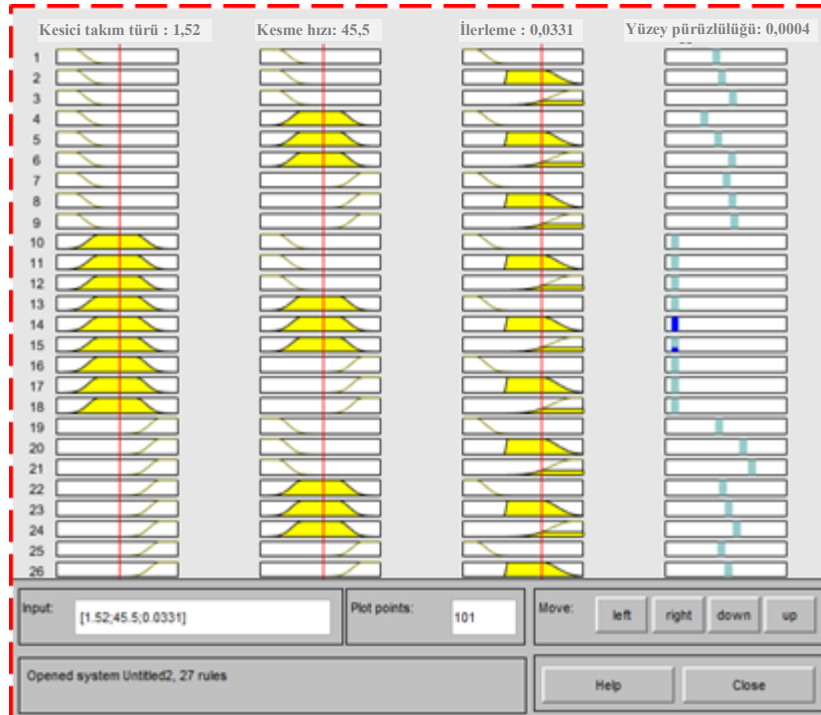 Kesici takım türü : 1,52
Kesme hızı: 45,5
İlerleme : 0,0331
Yüzey pürüzlülüğü: 0,0004
1
2
3
4
5
6
7
8
9
10
11
12
13
14
15
16
17
18
19
20
21
22
23
24
25
26
Input:
[1.52;45.5;0.0331]
Plot points:
101
Move:
left
right
down
up
Opened system Untitled2, 27 rules
Help
Close